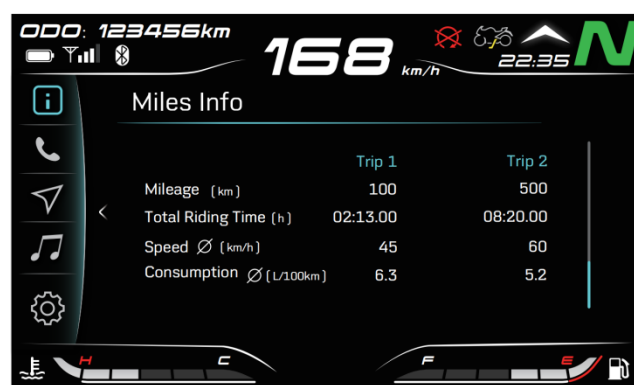 ODO: 123456km
168 km/h
22:35
N
i
Miles Info
Trip 1 Trip 2
Mileage (km) 100 500
Total Riding Time (h) 02:13.00 08:20.00
Speed Ø (km/h) 45 60
Consumption Ø (L/100km) 6.3 5.2
H C F E